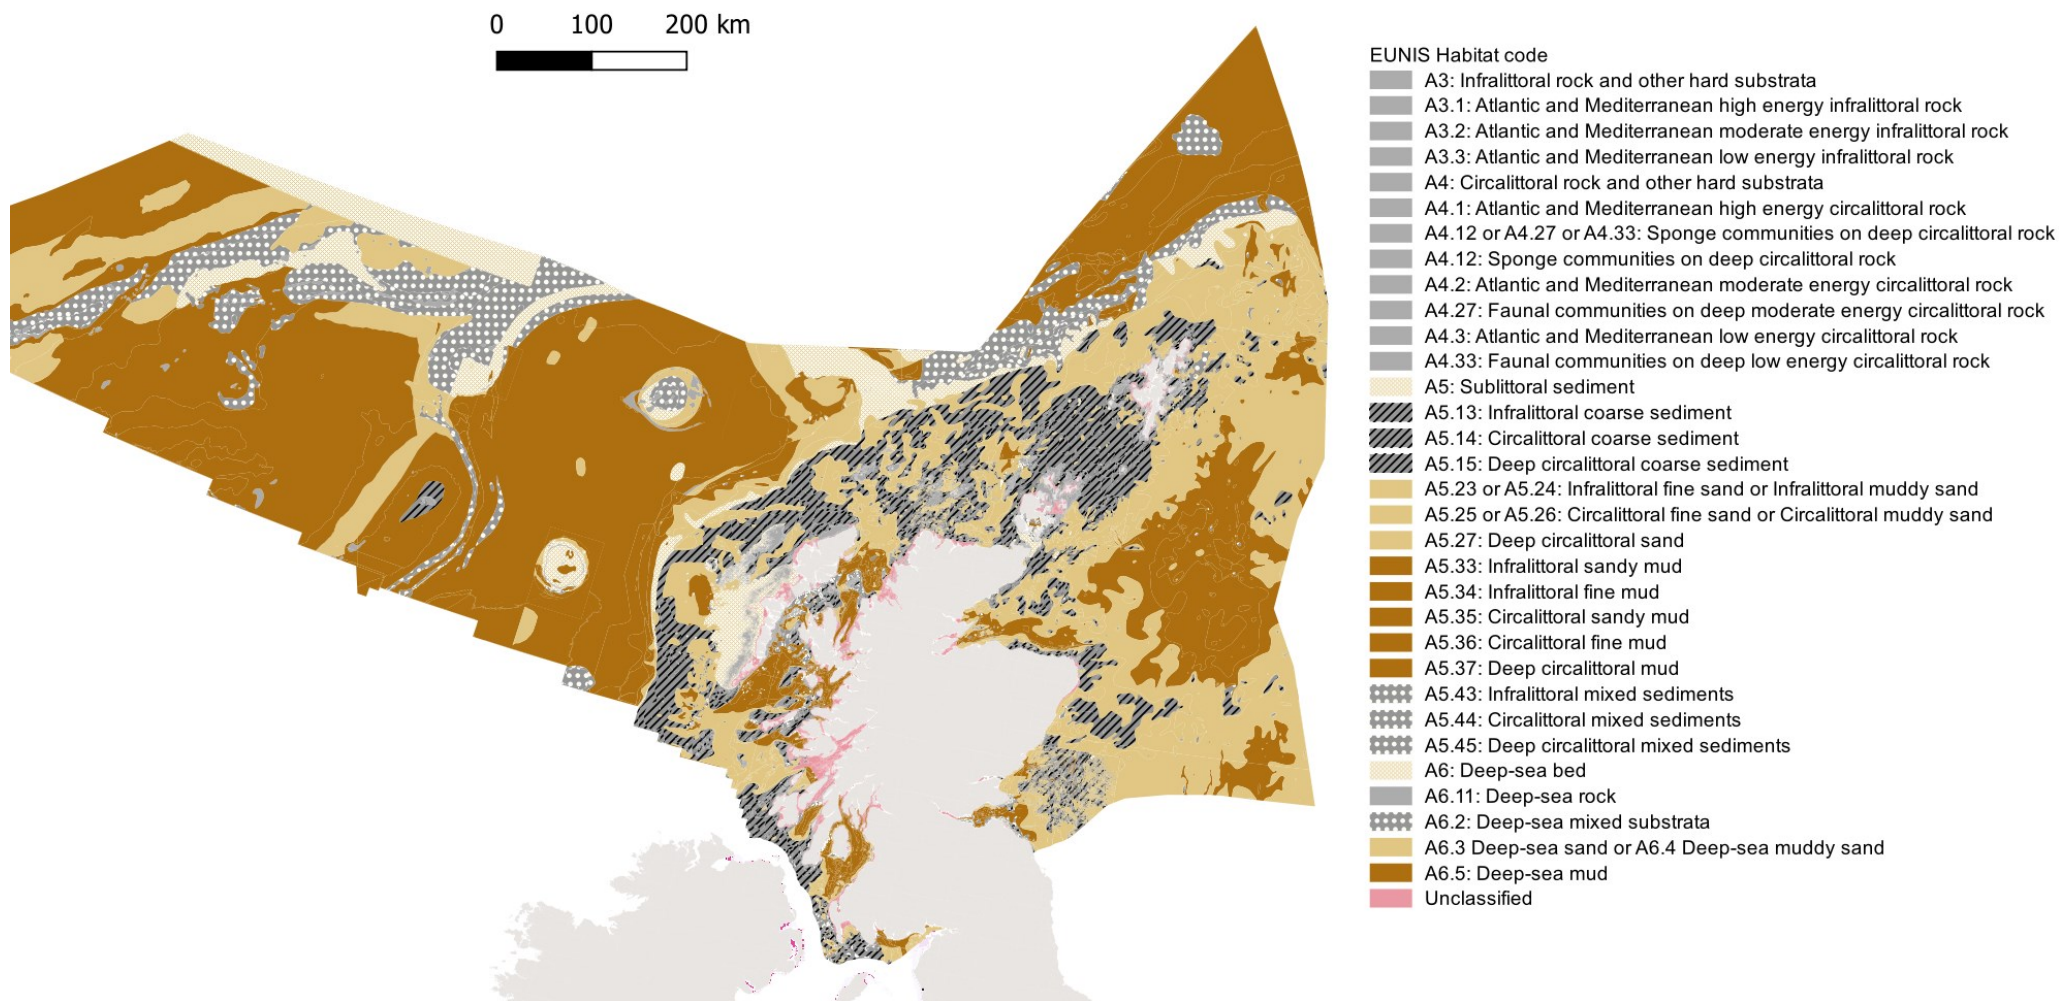 0 100 200 km
EUNIS Habitat code
A3: Infralittoral rock and other hard substrata
A3.1: Atlantic and Mediterranean high energy infralittoral rock
A3.2: Atlantic and Mediterranean moderate energy infralittoral rock
A3.3: Atlantic and Mediterranean low energy infralittoral rock
A4: Circalittoral rock and other hard substrata
A4.1: Atlantic and Mediterranean high energy circalittoral rock
A4.12 or A4.27 or A4.33: Sponge communities on deep circalittoral rock
A4.12: Sponge communities on deep circalittoral rock
A4.2: Atlantic and Mediterranean moderate energy circalittoral rock
A4.27: Faunal communities on deep moderate energy circalittoral rock
A4.3: Atlantic and Mediterranean low energy circalittoral rock
A4.33: Faunal communities on deep low energy circalittoral rock
A5: Sublittoral sediment
A5.13: Infralittoral coarse sediment
A5.14: Circalittoral coarse sediment
A5.15: Deep circalittoral coarse sediment
A5.23 or A5.24: Infralittoral fine sand or Infralittoral muddy sand
A5.25 or A5.26: Circalittoral fine sand or Circalittoral muddy sand
A5.27: Deep circalittoral sand
A5.33: Infralittoral sandy mud
A5.34: Infralittoral fine mud
A5.35: Circalittoral sandy mud
A5.36: Circalittoral fine mud
A5.37: Deep circalittoral mud
A5.43: Infralittoral mixed sediments
A5.44: Circalittoral mixed sediments
A5.45: Deep circalittoral mixed sediments
A6: Deep-sea bed
A6.11: Deep-sea rock
A6.2: Deep-sea mixed substrata
A6.3 Deep-sea sand or A6.4 Deep-sea muddy sand
A6.5: Deep-sea mud
Unclassified